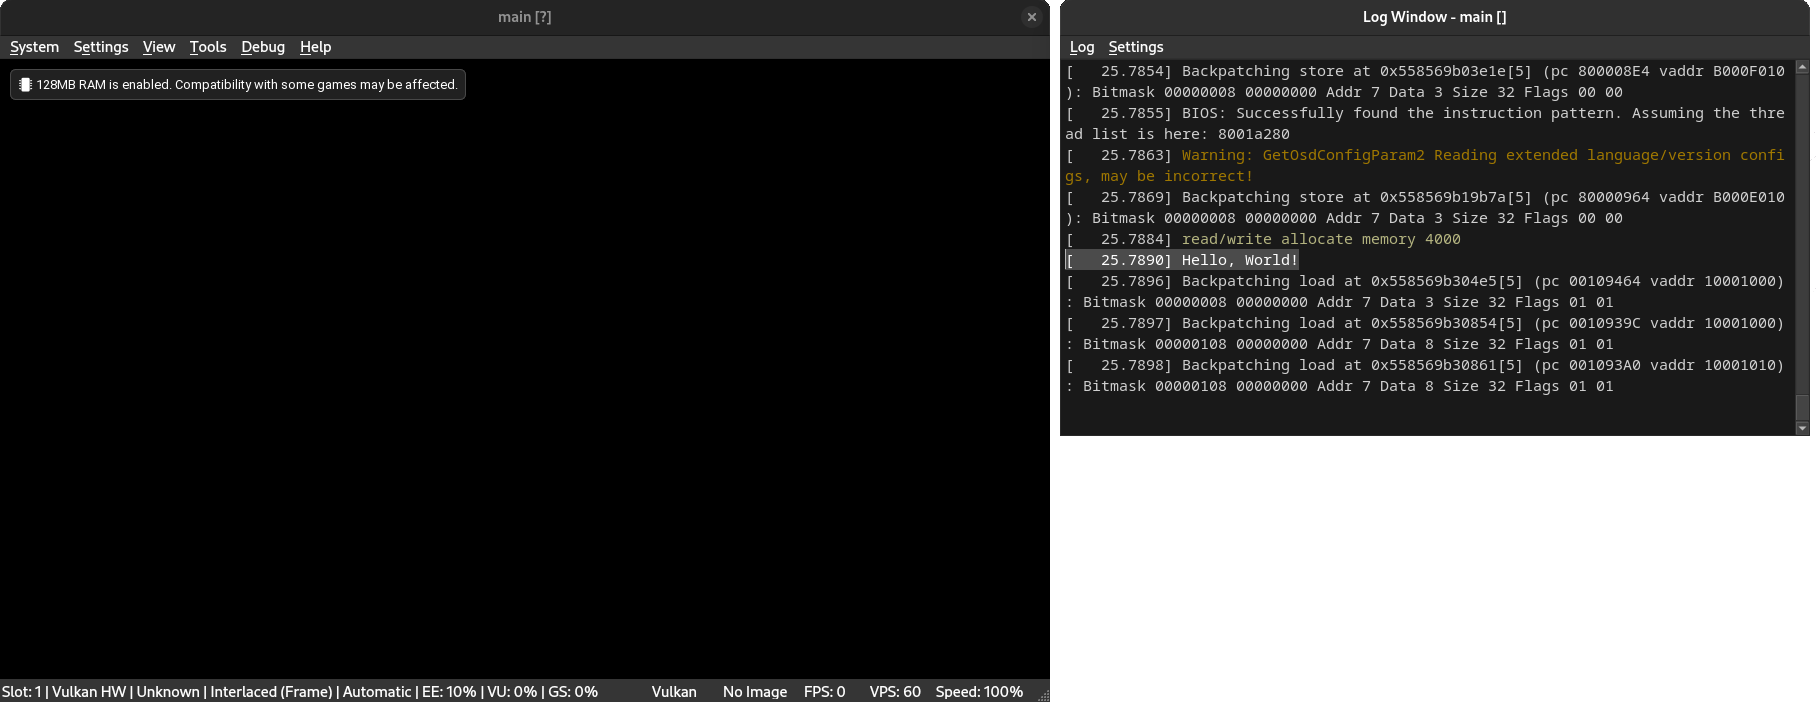 main [?]
System Settings View Tools Debug Help
128MB RAM is enabled. Compatibility with some games may be affected.
Slot: 1 | Vulkan HW | Unknown | Interlaced (Frame) | Automatic | EE: 10% | VU: 0% | GS: 0% Vulkan No Image FPS: 0 VPS: 60 Speed: 100%
Log Window - main []
Log Settings
[   25.7854] Backpatching store at 0x558569b03e1e[5] (pc 800008E4 vaddr B000F010
): Bitmask 00000008 00000000 Addr 7 Data 3 Size 32 Flags 00 00
[   25.7855] BIOS: Successfully found the instruction pattern. Assuming the thre
ad list is here: 8001a280
[   25.7863] Warning: GetOsdConfigParam2 Reading extended language/version confi
gs, may be incorrect!
[   25.7869] Backpatching store at 0x558569b19b7a[5] (pc 80000964 vaddr B000E010
): Bitmask 00000008 00000000 Addr 7 Data 3 Size 32 Flags 00 00
[   25.7884] read/write allocate memory 4000
[   25.7890] Hello, World!
[   25.7896] Backpatching load at 0x558569b304e5[5] (pc 00109464 vaddr 10001000)
: Bitmask 00000008 00000000 Addr 7 Data 3 Size 32 Flags 01 01
[   25.7897] Backpatching load at 0x558569b30854[5] (pc 0010939C vaddr 10001000)
: Bitmask 00000108 00000000 Addr 7 Data 8 Size 32 Flags 01 01
[   25.7898] Backpatching load at 0x558569b30861[5] (pc 001093A0 vaddr 10001010)
: Bitmask 00000108 00000000 Addr 7 Data 8 Size 32 Flags 01 01